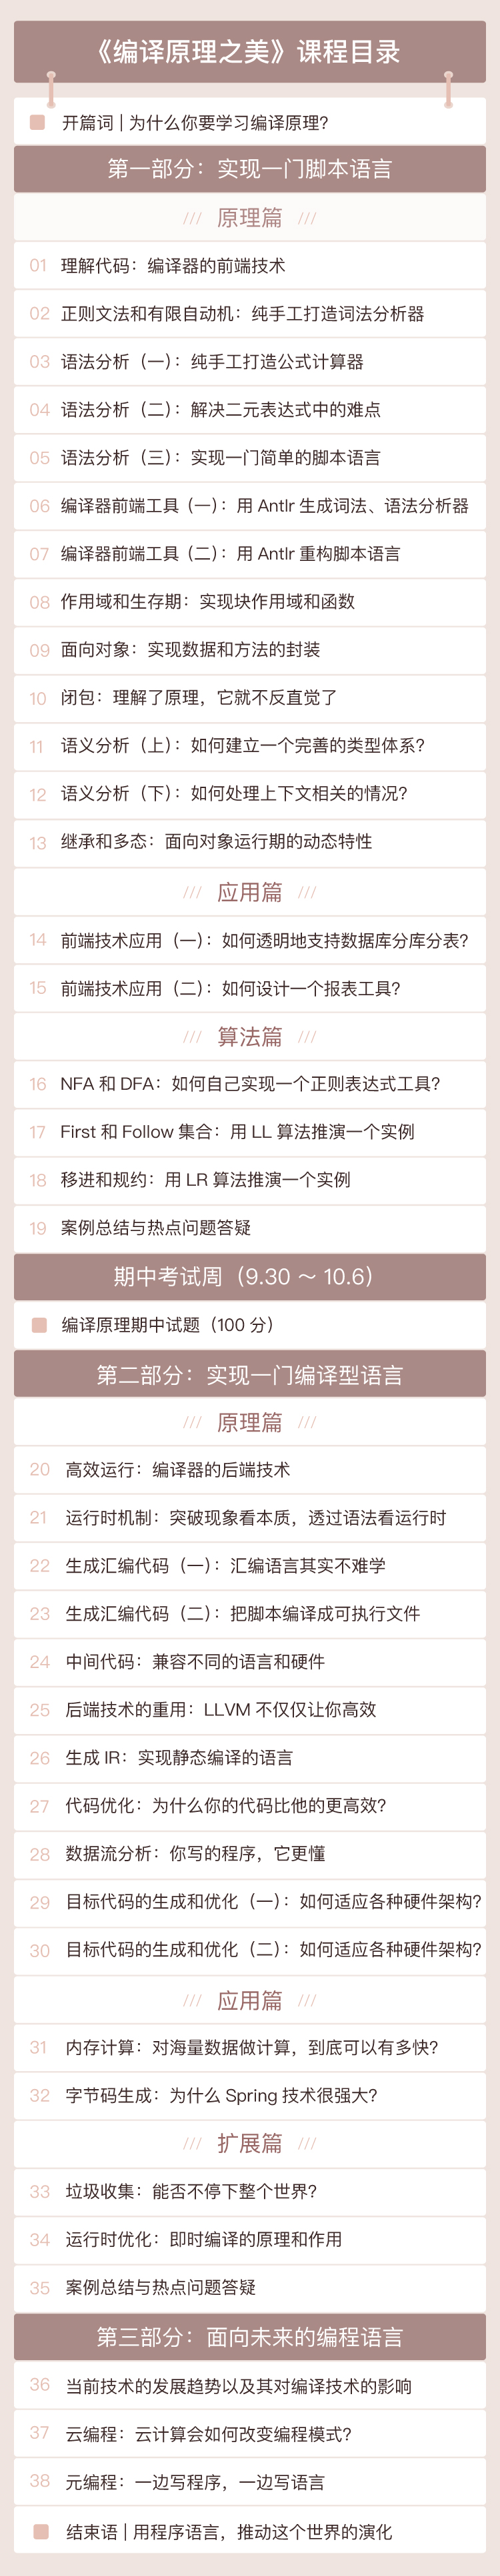 《编译原理之美》课程目录
开篇词 | 为什么你要学习编译原理？
第一部分：实现一门脚本语言
/// 原理篇 ///
01 理解代码：编译器的前端技术
02 正则文法和有限自动机：纯手工打造词法分析器
03 语法分析（一）：纯手工打造公式计算器
04 语法分析（二）：解决二元表达式中的难点
05 语法分析（三）：实现一门简单的脚本语言
06 编译器前端工具（一）：用 Antlr 生成词法、语法分析器
07 编译器前端工具（二）：用 Antlr 重构脚本语言
08 作用域和生存期：实现块作用域和函数
09 面向对象：实现数据和方法的封装
10 闭包：理解了原理，它就不反直觉了
11 语义分析（上）：如何建立一个完善的类型体系？
12 语义分析（下）：如何处理上下文相关的情况？
13 继承和多态：面向对象运行期的动态特性
/// 应用篇 ///
14 前端技术应用（一）：如何透明地支持数据库分库分表？
15 前端技术应用（二）：如何设计一个报表工具？
/// 算法篇 ///
16 NFA 和 DFA：如何自己实现一个正则表达式工具？
17 First 和 Follow 集合：用 LL 算法推演一个实例
18 移进和规约：用 LR 算法推演一个实例
19 案例总结与热点问题答疑
期中考试周（9.30 ～ 10.6）
编译原理期中试题（100 分）
第二部分：实现一门编译型语言
/// 原理篇 ///
20 高效运行：编译器的后端技术
21 运行时机制：突破现象看本质，透过语法看运行时
22 生成汇编代码（一）：汇编语言其实不难学
23 生成汇编代码（二）：把脚本编译成可执行文件
24 中间代码：兼容不同的语言和硬件
25 后端技术的重用：LLVM 不仅仅让你高效
26 生成 IR：实现静态编译的语言
27 代码优化：为什么你的代码比他的更高效？
28 数据流分析：你写的程序，它更懂
29 目标代码的生成和优化（一）：如何适应各种硬件架构？
30 目标代码的生成和优化（二）：如何适应各种硬件架构？
/// 应用篇 ///
31 内存计算：对海量数据做计算，到底可以有多快？
32 字节码生成：为什么 Spring 技术很强大？
/// 扩展篇 ///
33 垃圾收集：能否不停下整个世界？
34 运行时优化：即时编译的原理和作用
35 案例总结与热点问题答疑
第三部分：面向未来的编程语言
36 当前技术的发展趋势以及其对编译技术的影响
37 云编程：云计算会如何改变编程模式？
38 元编程：一边写程序，一边写语言
结束语 | 用程序语言，推动这个世界的演化